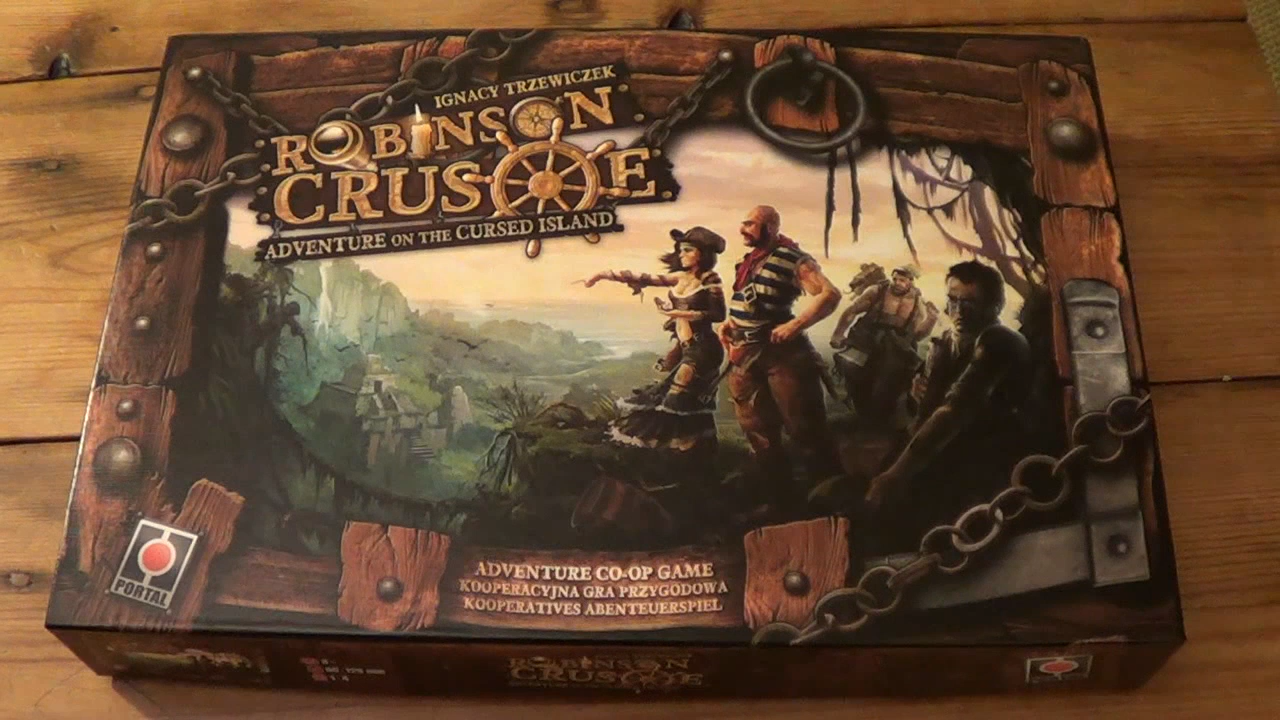 IGNACY TRZEWICZEK
ROBINSON
CRUSOE
ADVENTURE ON THE CURSED ISLAND
PORTAL
ADVENTURE CO-OP GAME
KOOPERACYJNA GRA PRZYGODOWA
KOOPERATIVES ABENTEUERSPIEL
ROBINSON
CRUSOE